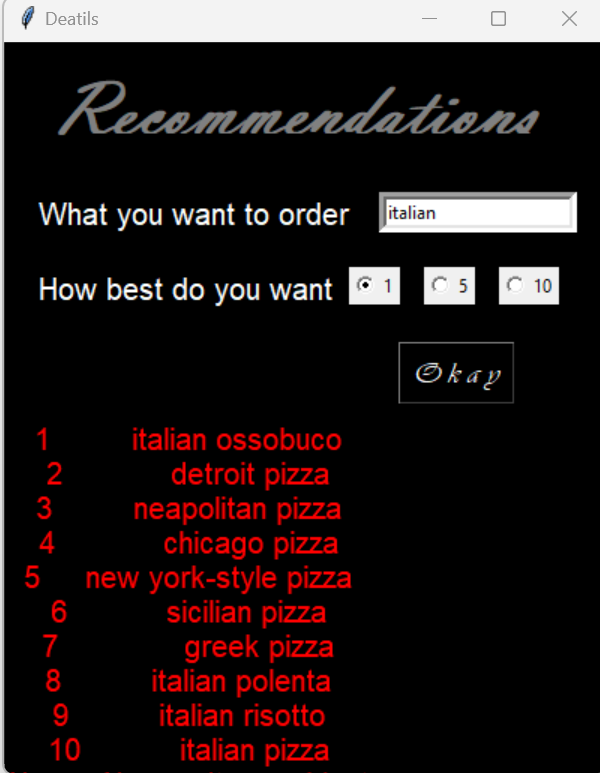 Deatils
Recommendations
What you want to order italian
How best do you want 1 5 10
Okay
1 italian ossobuco
2 detroit pizza
3 neapolitan pizza
4 chicago pizza
5 new york-style pizza
6 sicilian pizza
7 greek pizza
8 italian polenta
9 italian risotto
10 italian pizza